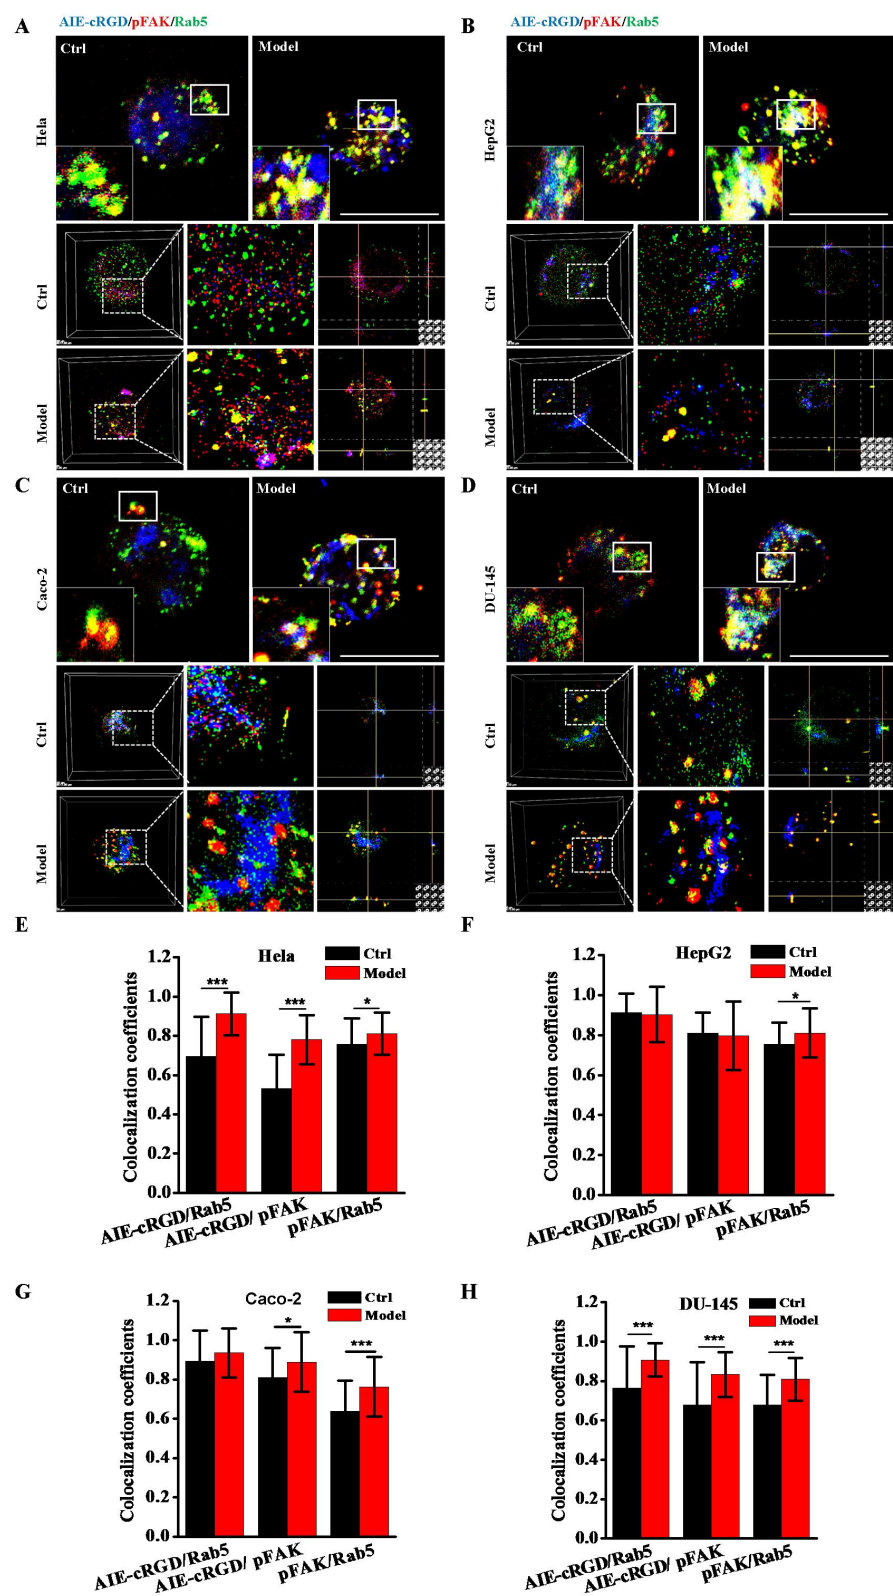 A
AIE-cRGD/pFAK/Rab5
Ctrl
Model
Hela
Ctrl
Model
B
AIE-cRGD/pFAK/Rab5
Ctrl
Model
HepG2
Ctrl
Model
C
Ctrl
Model
Caco-2
Ctrl
Model
D
Ctrl
Model
DU-145
Ctrl
Model
E
Hela
Ctrl
Model
Colocalization coefficients
1.2
1.0
0.8
0.6
0.4
0.2
0.0
***
***
*
AIE-cRGD/Rab5
AIE-cRGD/ pFAK
pFAK/Rab5
F
HepG2
Ctrl
Model
Colocalization coefficients
1.2
1.0
0.8
0.6
0.4
0.2
0.0
*
AIE-cRGD/Rab5
AIE-cRGD/ pFAK
pFAK/Rab5
G
Caco-2
Ctrl
Model
Colocalization coefficients
1.2
1.0
0.8
0.6
0.4
0.2
0.0
*
***
AIE-cRGD/Rab5
AIE-cRGD/ pFAK
pFAK/Rab5
H
DU-145
Ctrl
Model
Colocalization coefficients
1.2
1.0
0.8
0.6
0.4
0.2
0.0
***
***
***
AIE-cRGD/Rab5
AIE-cRGD/ pFAK
pFAK/Rab5